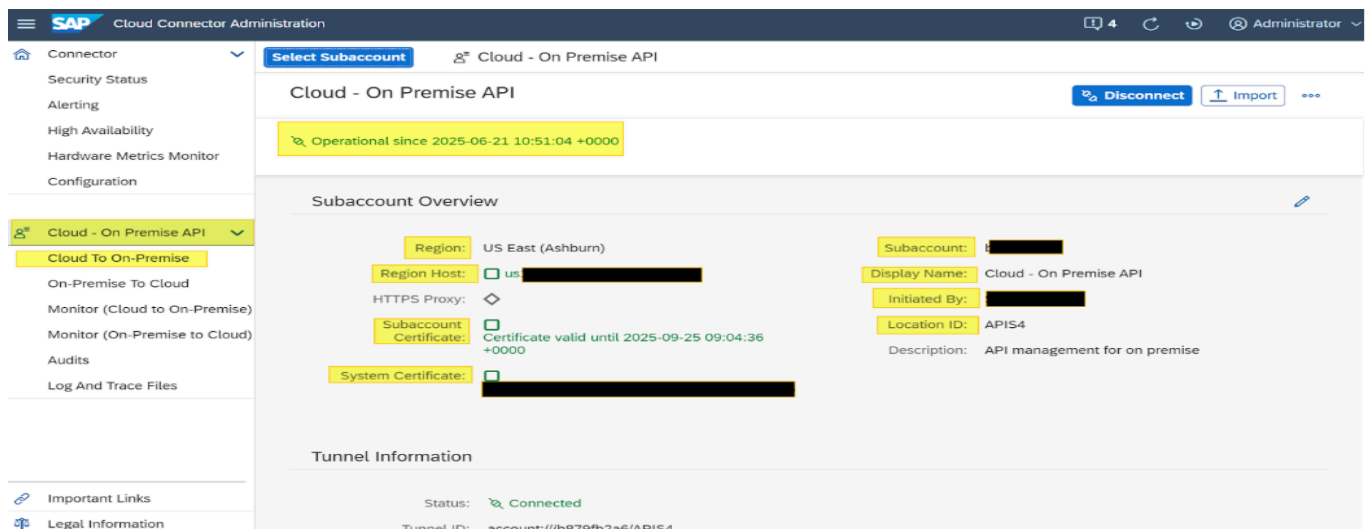 SAP Cloud Connector Administration
4
Administrator
Connector
Security Status
Alerting
High Availability
Hardware Metrics Monitor
Configuration
Cloud - On Premise API
Cloud To On-Premise
On-Premise To Cloud
Monitor (Cloud to On-Premise)
Monitor (On-Premise to Cloud)
Audits
Log And Trace Files
Important Links
Legal Information
Select Subaccount
Cloud - On Premise API
Cloud - On Premise API
Disconnect
Import
Operational since 2025-06-21 10:51:04 +0000
Subaccount Overview
Region: US East (Ashburn)
Region Host: us
HTTPS Proxy:
Subaccount
Certificate:
Certificate valid until 2025-09-25 09:04:36
+0000
System Certificate:
Subaccount:
Display Name: Cloud - On Premise API
Initiated By:
Location ID: APIS4
Description: API management for on premise
Tunnel Information
Status: Connected
Tunnel ID: account:///b879fb2a6/APIS4